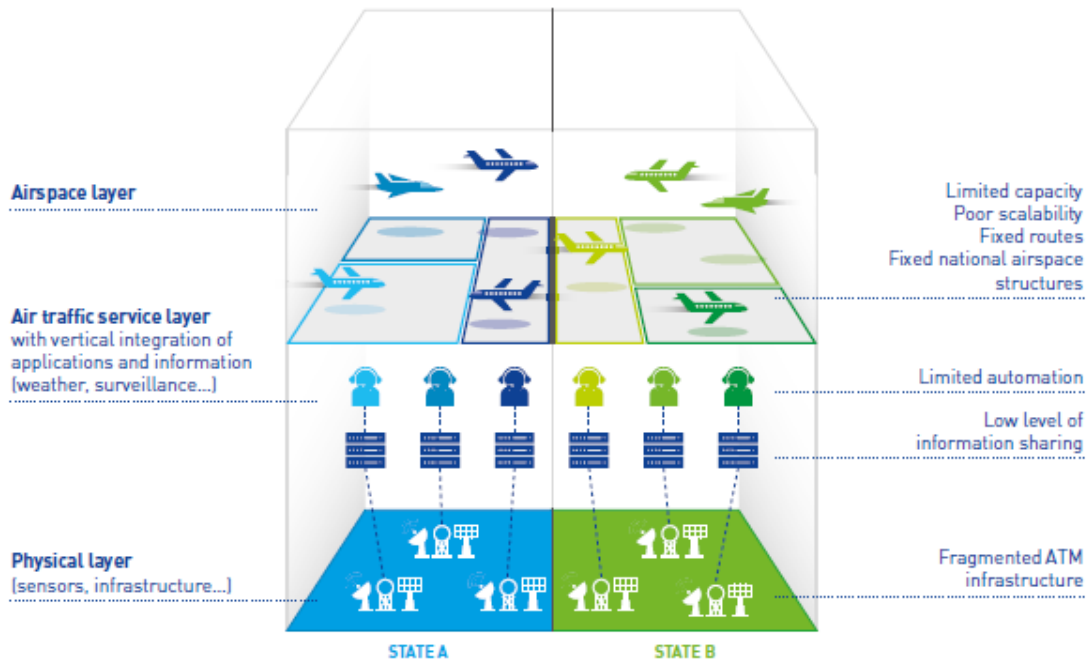 Airspace layer
Air traffic service layer
with vertical integration of
applications and information
(weather, surveillance...)
Physical layer
(sensors, infrastructure...)
Limited capacity
Poor scalability
Fixed routes
Fixed national airspace
structures
Limited automation
Low level of
information sharing
Fragmented ATM
infrastructure
STATE A
STATE B